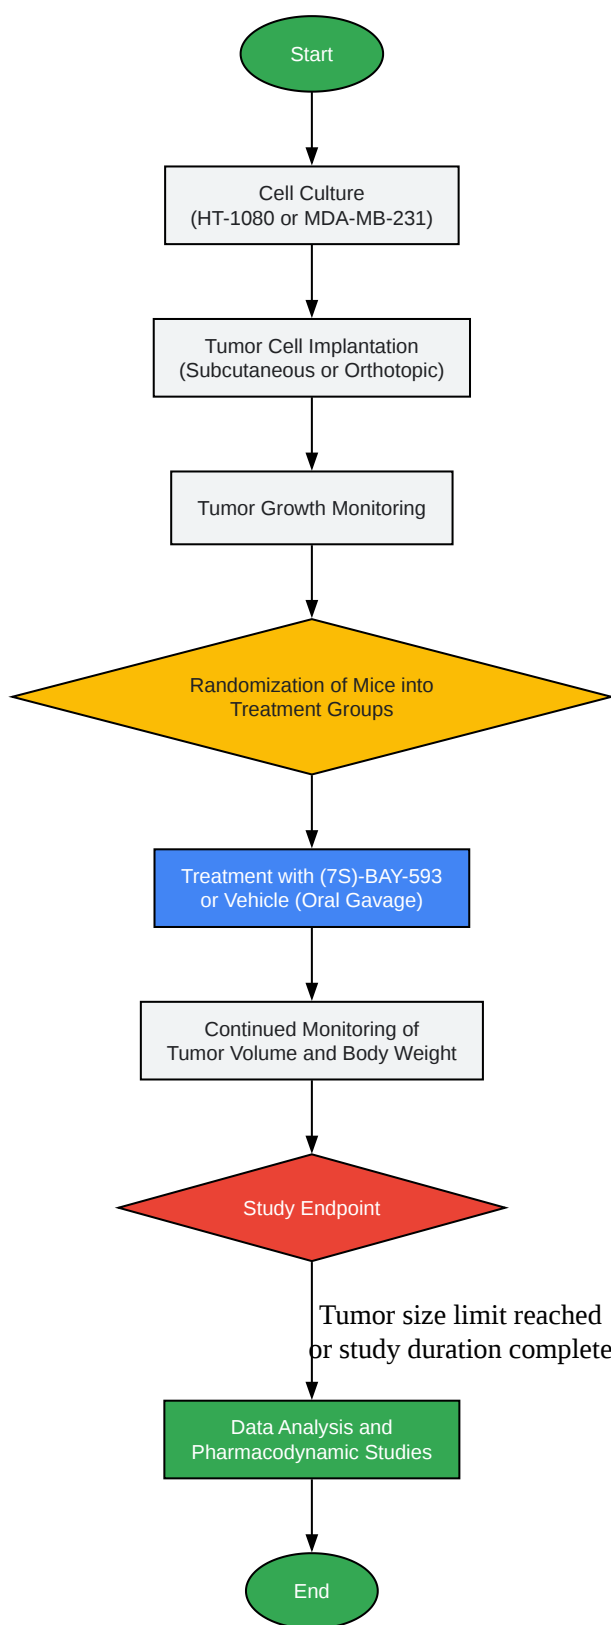 Start
Cell Culture
(HT-1080 or MDA-MB-231)
Tumor Cell Implantation
(Subcutaneous or Orthotopic)
Tumor Growth Monitoring
Randomization of Mice into
Treatment Groups
Treatment with (7S)-BAY-593
or Vehicle (Oral Gavage)
Continued Monitoring of
Tumor Volume and Body Weight
Study Endpoint
Tumor size limit reached
or study duration complete
Data Analysis and
Pharmacodynamic Studies
End